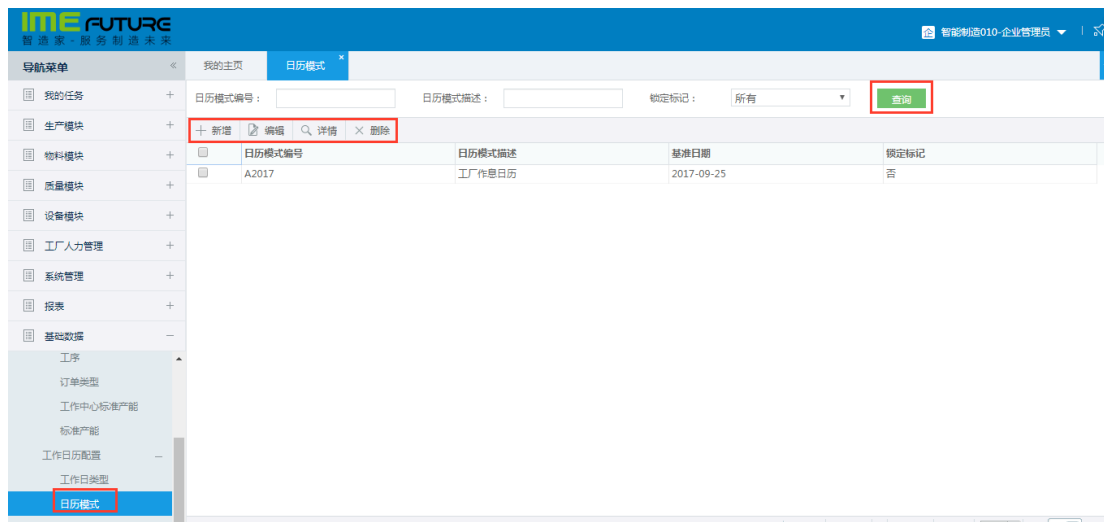 IME FUTURE
智造家-服务制造未来
企 智能制造010-企业管理员
导航菜单 «
我的主页 日历模式 ×
我的任务 +
生产模块 +
物料模块 +
质量模块 +
设备模块 +
工厂人力管理 +
系统管理 +
报表 +
基础数据 －
工序
订单类型
工作中心标准产能
标准产能
工作日历配置 －
工作日类型
日历模式
日历模式编号： 日历模式描述： 锁定标记： 所有 查询
新增 编辑 详情 删除
日历模式编号 日历模式描述 基准日期 锁定标记
A2017 工厂作息日历 2017-09-25 否